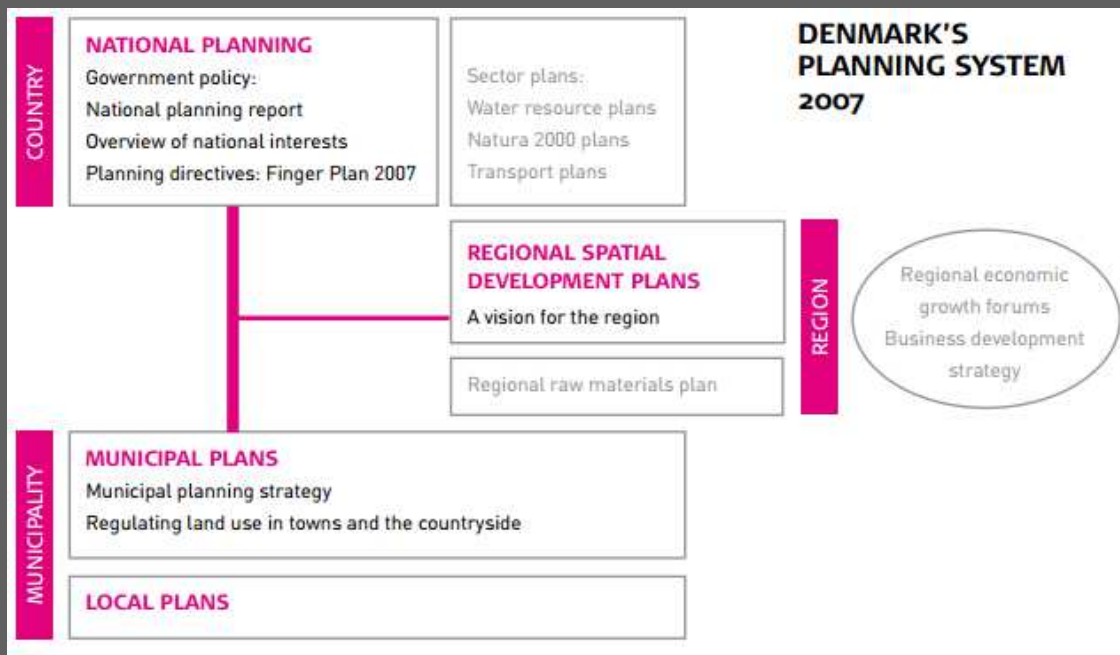 DENMARK'S
PLANNING SYSTEM
2007
COUNTRY
NATIONAL PLANNING
Government policy:
National planning report
Overview of national interests
Planning directives: Finger Plan 2007
Sector plans:
Water resource plans
Natura 2000 plans
Transport plans
REGIONAL SPATIAL
DEVELOPMENT PLANS
A vision for the region
Regional raw materials plan
REGION
Regional economic
growth forums
Business development
strategy
MUNICIPALITY
MUNICIPAL PLANS
Municipal planning strategy
Regulating land use in towns and the countryside
LOCAL PLANS